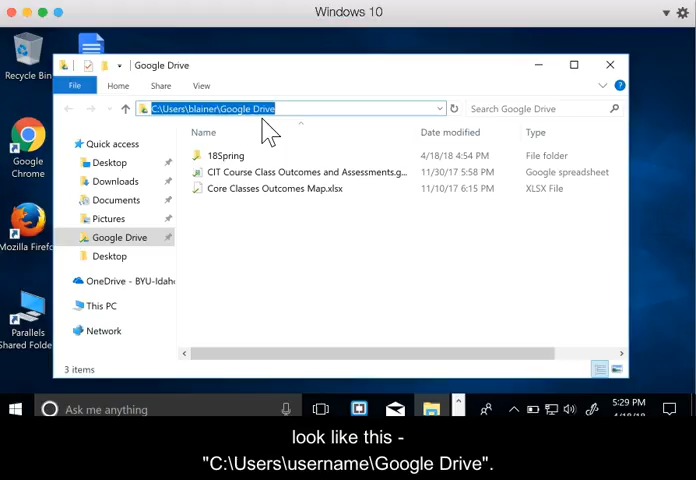 Windows 10
Recycle Bin
Google Drive
File Home Share View
C:\Users\blainer\Google Drive
Search Google Drive
Name Date modified Type
Quick access
Desktop
Downloads
Documents
Pictures
Google Drive
Desktop
OneDrive - BYU-Idaho
This PC
Network
18Spring 4/18/18 4:54 PM File folder
CIT Course Class Outcomes and Assessments.g... 11/30/17 5:58 PM Google spreadsheet
Core Classes Outcomes Map.xlsx 11/10/17 6:15 PM XLSX File
Google
Chrome
Mozilla Firefo
Parallels
Shared Folde
3 items
Ask me anything
5:29 PM
4/18/18
look like this -
"C:\Users\username\Google Drive".